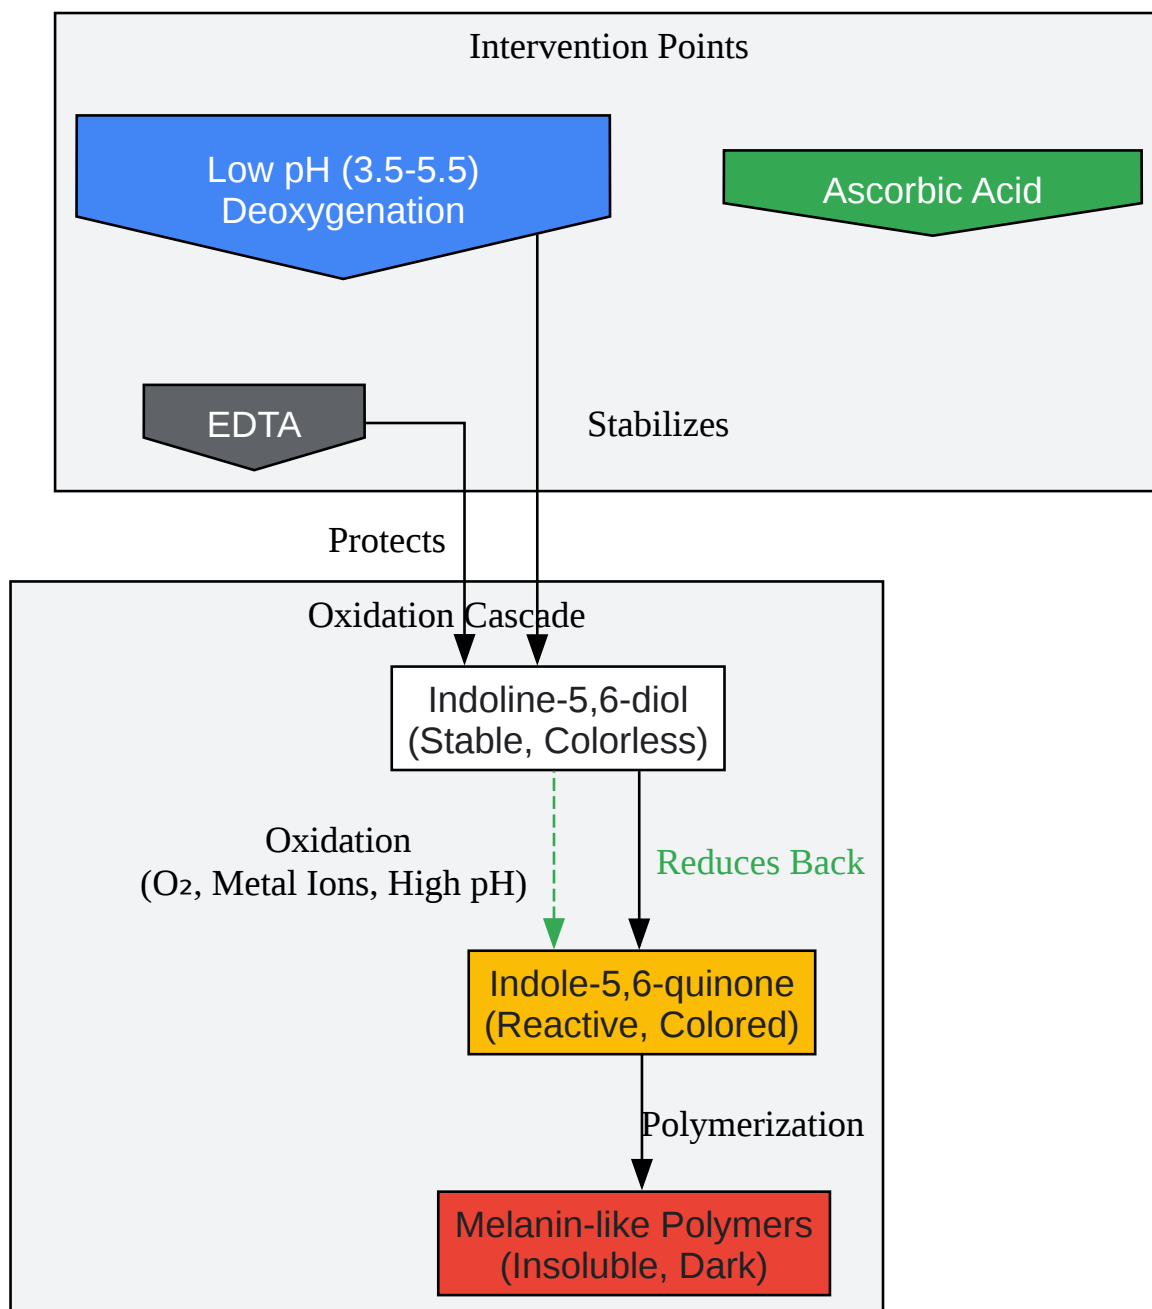 Intervention Points
Low pH (3.5-5.5)
Deoxygenation
Ascorbic Acid
EDTA
Stabilizes
Protects
Oxidation Cascade
Indoline-5,6-diol
(Stable, Colorless)
Oxidation
(O₂, Metal Ions, High pH)
Reduces Back
Indole-5,6-quinone
(Reactive, Colored)
Polymerization
Melanin-like Polymers
(Insoluble, Dark)